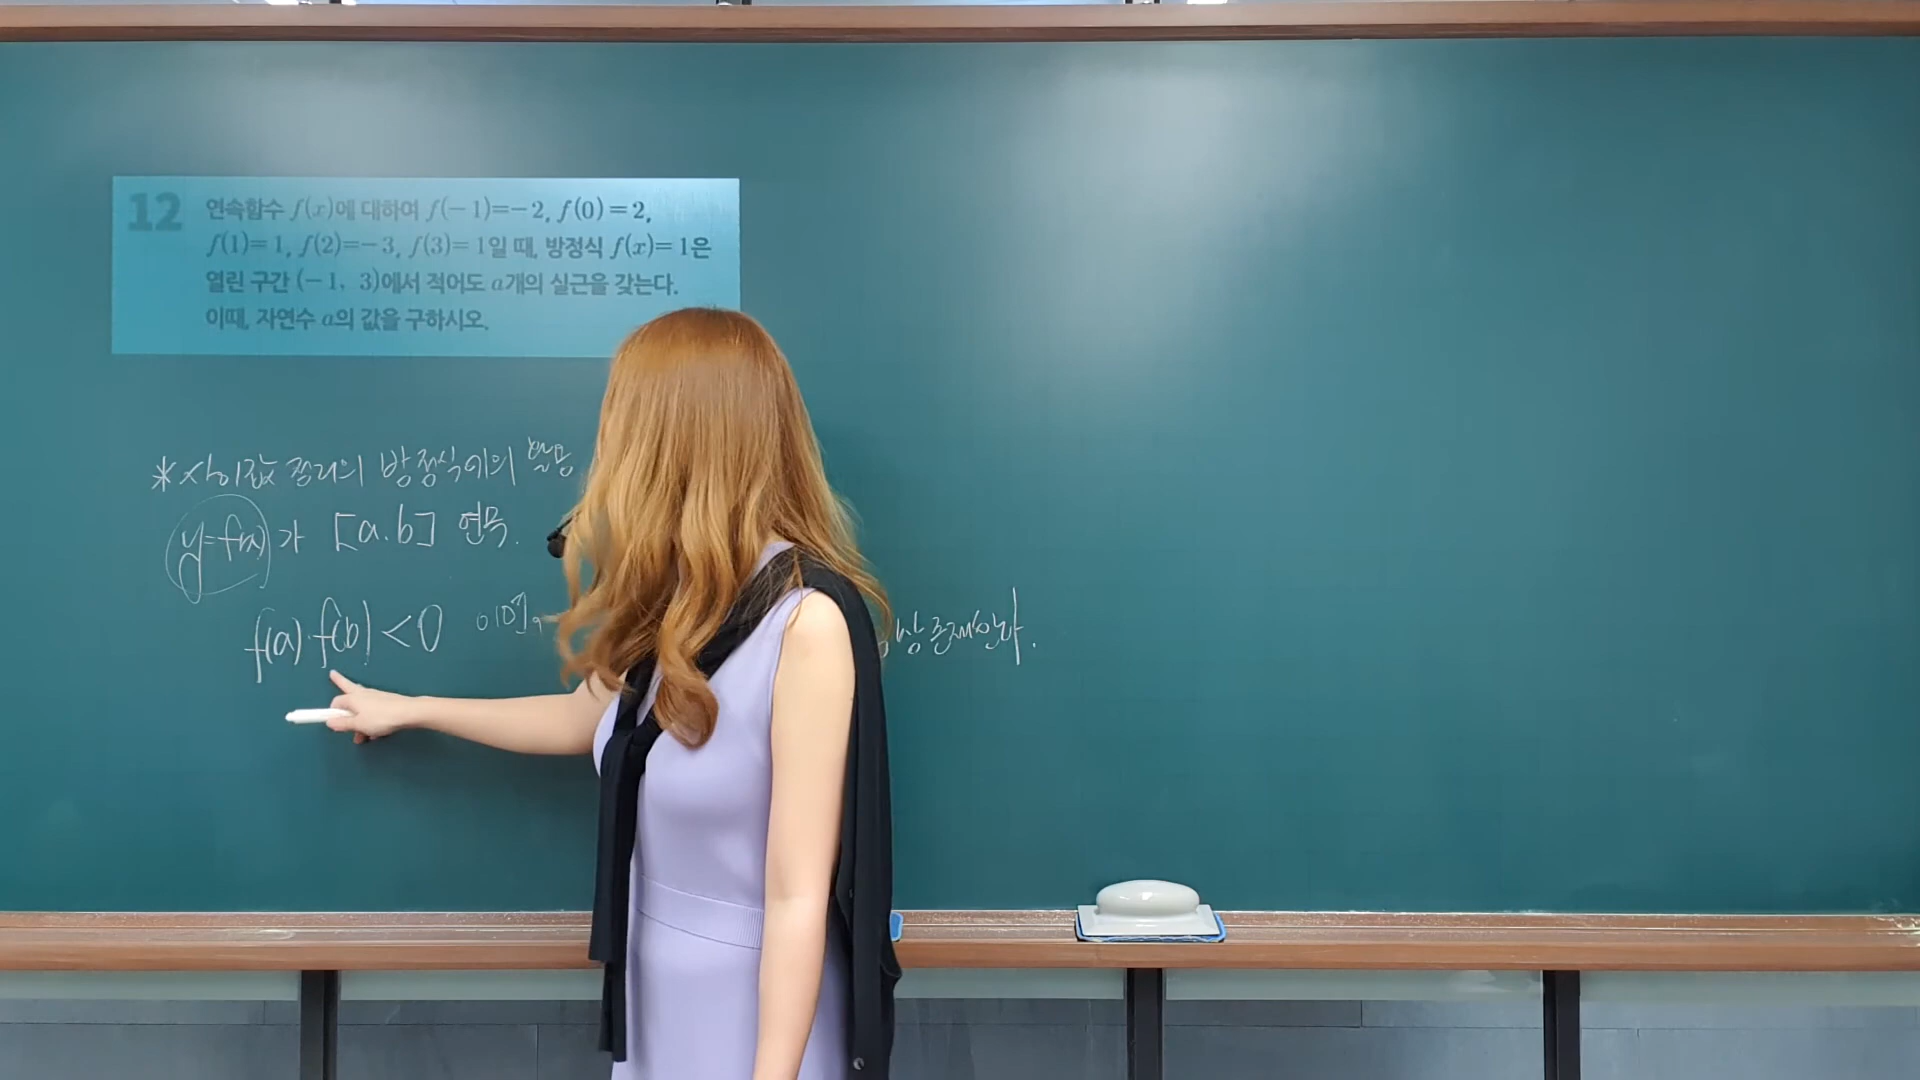 12 연속함수 f(x)에 대하여 f(-1)=-2, f(0)=2,
f(1)=1, f(2)=-3, f(3)=1일 때, 방정식 f(x)=1은
열린 구간 (-1, 3)에서 적어도 a개의 실근을 갖는다.
이때, 자연수 a의 값을 구하시오.
*사이값 정리의 방정식에의 활용
y=f(x)가 [a.b] 연속.
f(a)·f(b)<0 이면 존재한다.